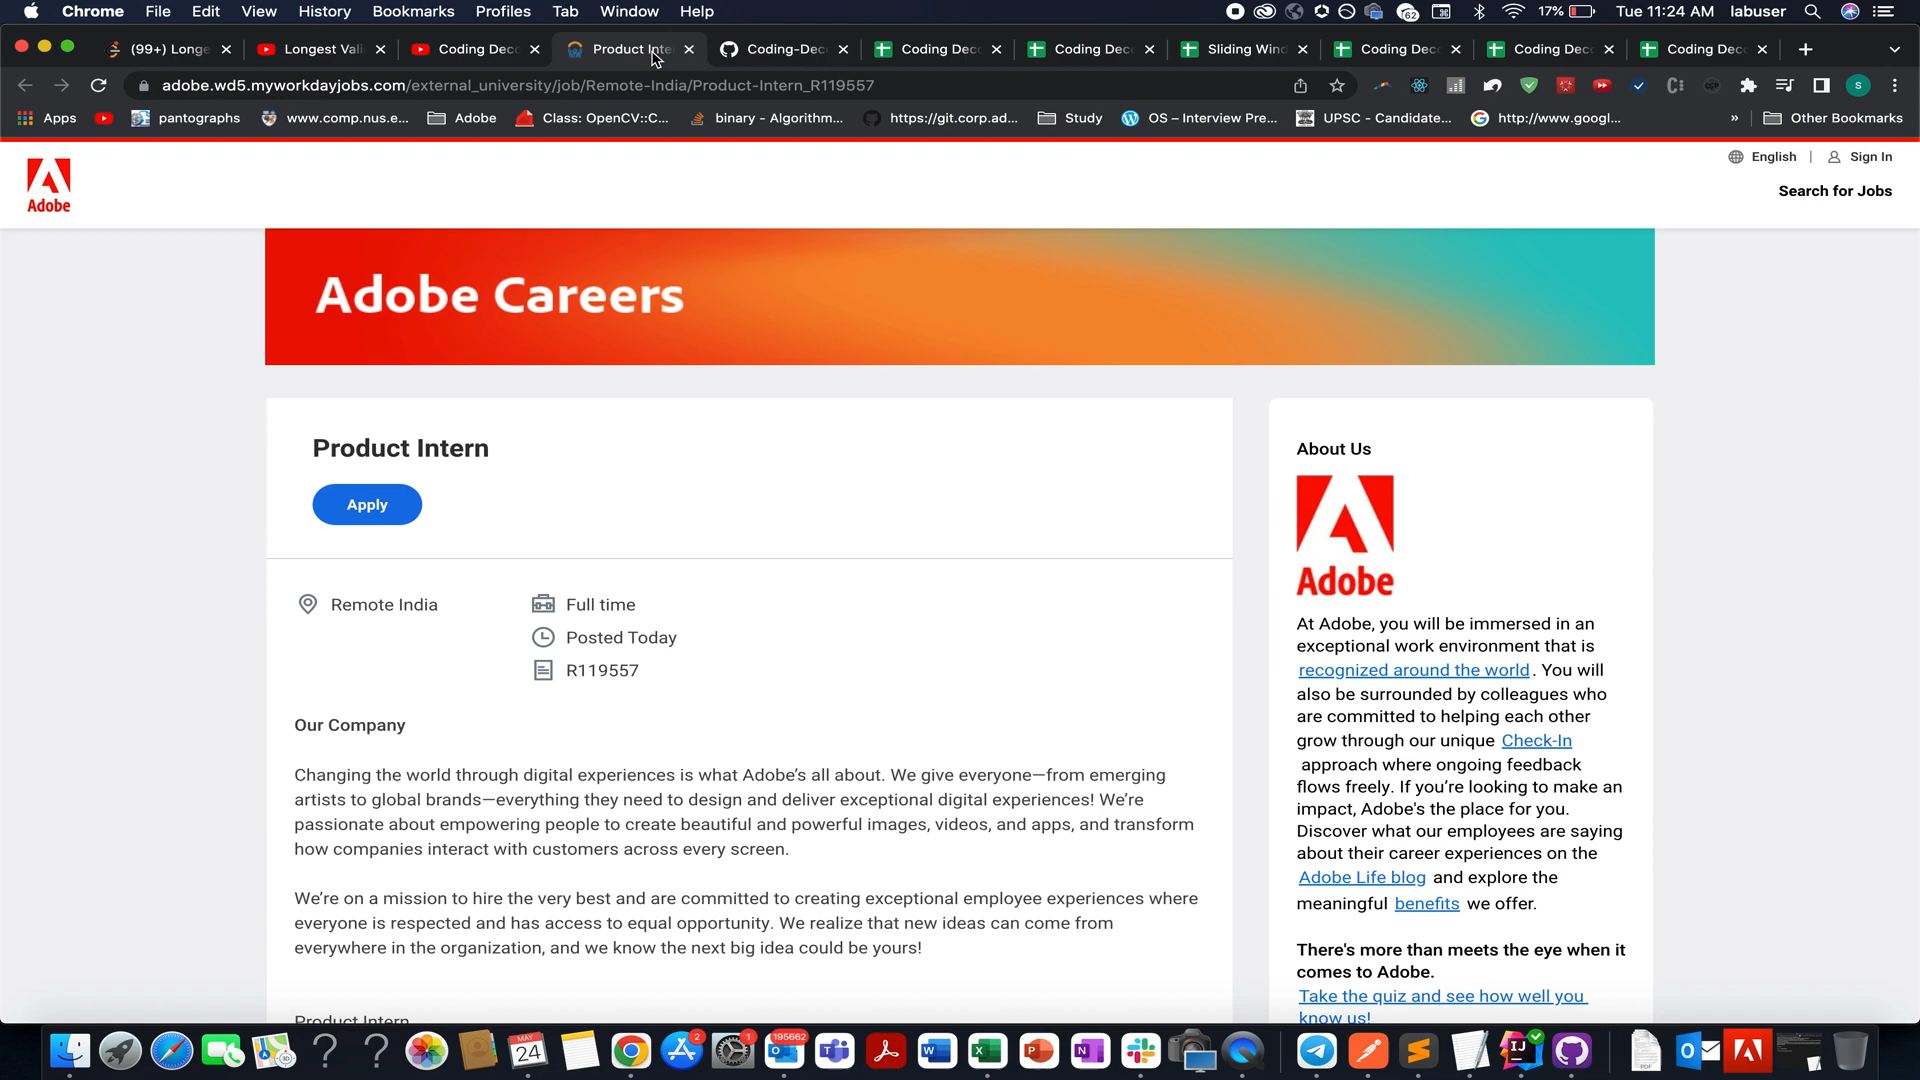 Chrome File Edit View History Bookmarks Profiles Tab Window Help 62 17% Tue 11:24 AM labuser
(99+) Longe Longest Vali Coding Dec Product Inte Coding-Dec Coding Dec Coding Dec Sliding Wind Coding Dec Coding Dec Coding Dec
adobe.wd5.myworkdayjobs.com/external_university/job/Remote-India/Product-Intern_R119557 S
Apps pantographs www.comp.nus.e... Adobe Class: OpenCV::C... binary - Algorithm... https://git.corp.ad... Study OS – Interview Pre... UPSC - Candidate... http://www.googl... » Other Bookmarks
English | Sign In
Adobe
Search for Jobs
Adobe Careers
Product Intern
Apply
Remote India
Full time
Posted Today
R119557
Our Company
Changing the world through digital experiences is what Adobe’s all about. We give everyone—from emerging
artists to global brands—everything they need to design and deliver exceptional digital experiences! We’re
passionate about empowering people to create beautiful and powerful images, videos, and apps, and transform
how companies interact with customers across every screen.
We’re on a mission to hire the very best and are committed to creating exceptional employee experiences where
everyone is respected and has access to equal opportunity. We realize that new ideas can come from
everywhere in the organization, and we know the next big idea could be yours!
Product Intern
About Us
Adobe
At Adobe, you will be immersed in an
exceptional work environment that is
recognized around the world. You will
also be surrounded by colleagues who
are committed to helping each other
grow through our unique Check-In
approach where ongoing feedback
flows freely. If you’re looking to make an
impact, Adobe's the place for you.
Discover what our employees are saying
about their career experiences on the
Adobe Life blog and explore the
meaningful benefits we offer.
There's more than meets the eye when it
comes to Adobe.
Take the quiz and see how well you
know us!
MAY 24 2 1 195662